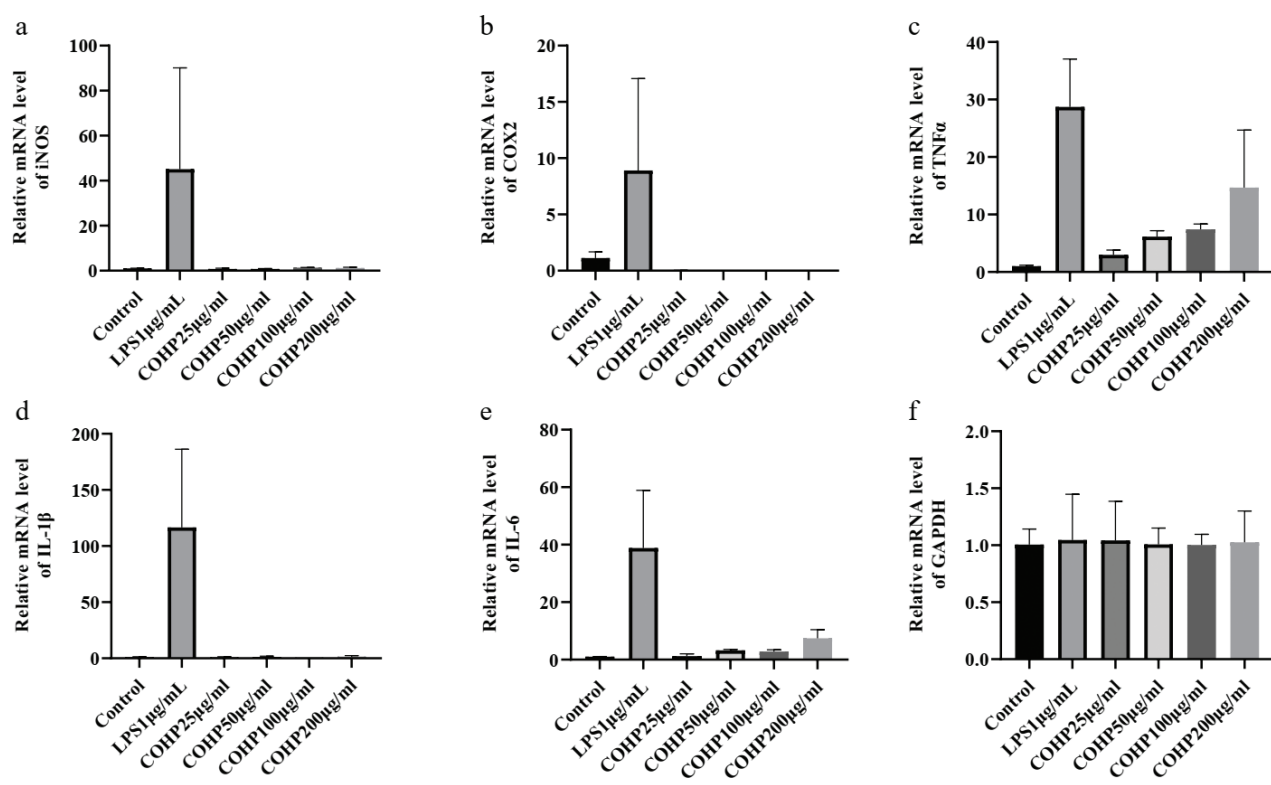 a
Relative mRNA level
of iNOS
100
80
60
40
20
0
Control
LPS1μg/mL
COHP25μg/ml
COHP50μg/ml
COHP100μg/ml
COHP200μg/ml
b
Relative mRNA level
of COX2
20
15
10
5
0
Control
LPS1μg/mL
COHP25μg/ml
COHP50μg/ml
COHP100μg/ml
COHP200μg/ml
c
Relative mRNA level
of TNFα
40
30
20
10
0
Control
LPS1μg/mL
COHP25μg/ml
COHP50μg/ml
COHP100μg/ml
COHP200μg/ml
d
Relative mRNA level
of IL-1β
200
150
100
50
0
Control
LPS1μg/mL
COHP25μg/ml
COHP50μg/ml
COHP100μg/ml
COHP200μg/ml
e
Relative mRNA level
of IL-6
80
60
40
20
0
Control
LPS1μg/mL
COHP25μg/ml
COHP50μg/ml
COHP100μg/ml
COHP200μg/ml
f
Relative mRNA level
of GAPDH
2.0
1.5
1.0
0.5
0.0
Control
LPS1μg/mL
COHP25μg/ml
COHP50μg/ml
COHP100μg/ml
COHP200μg/ml